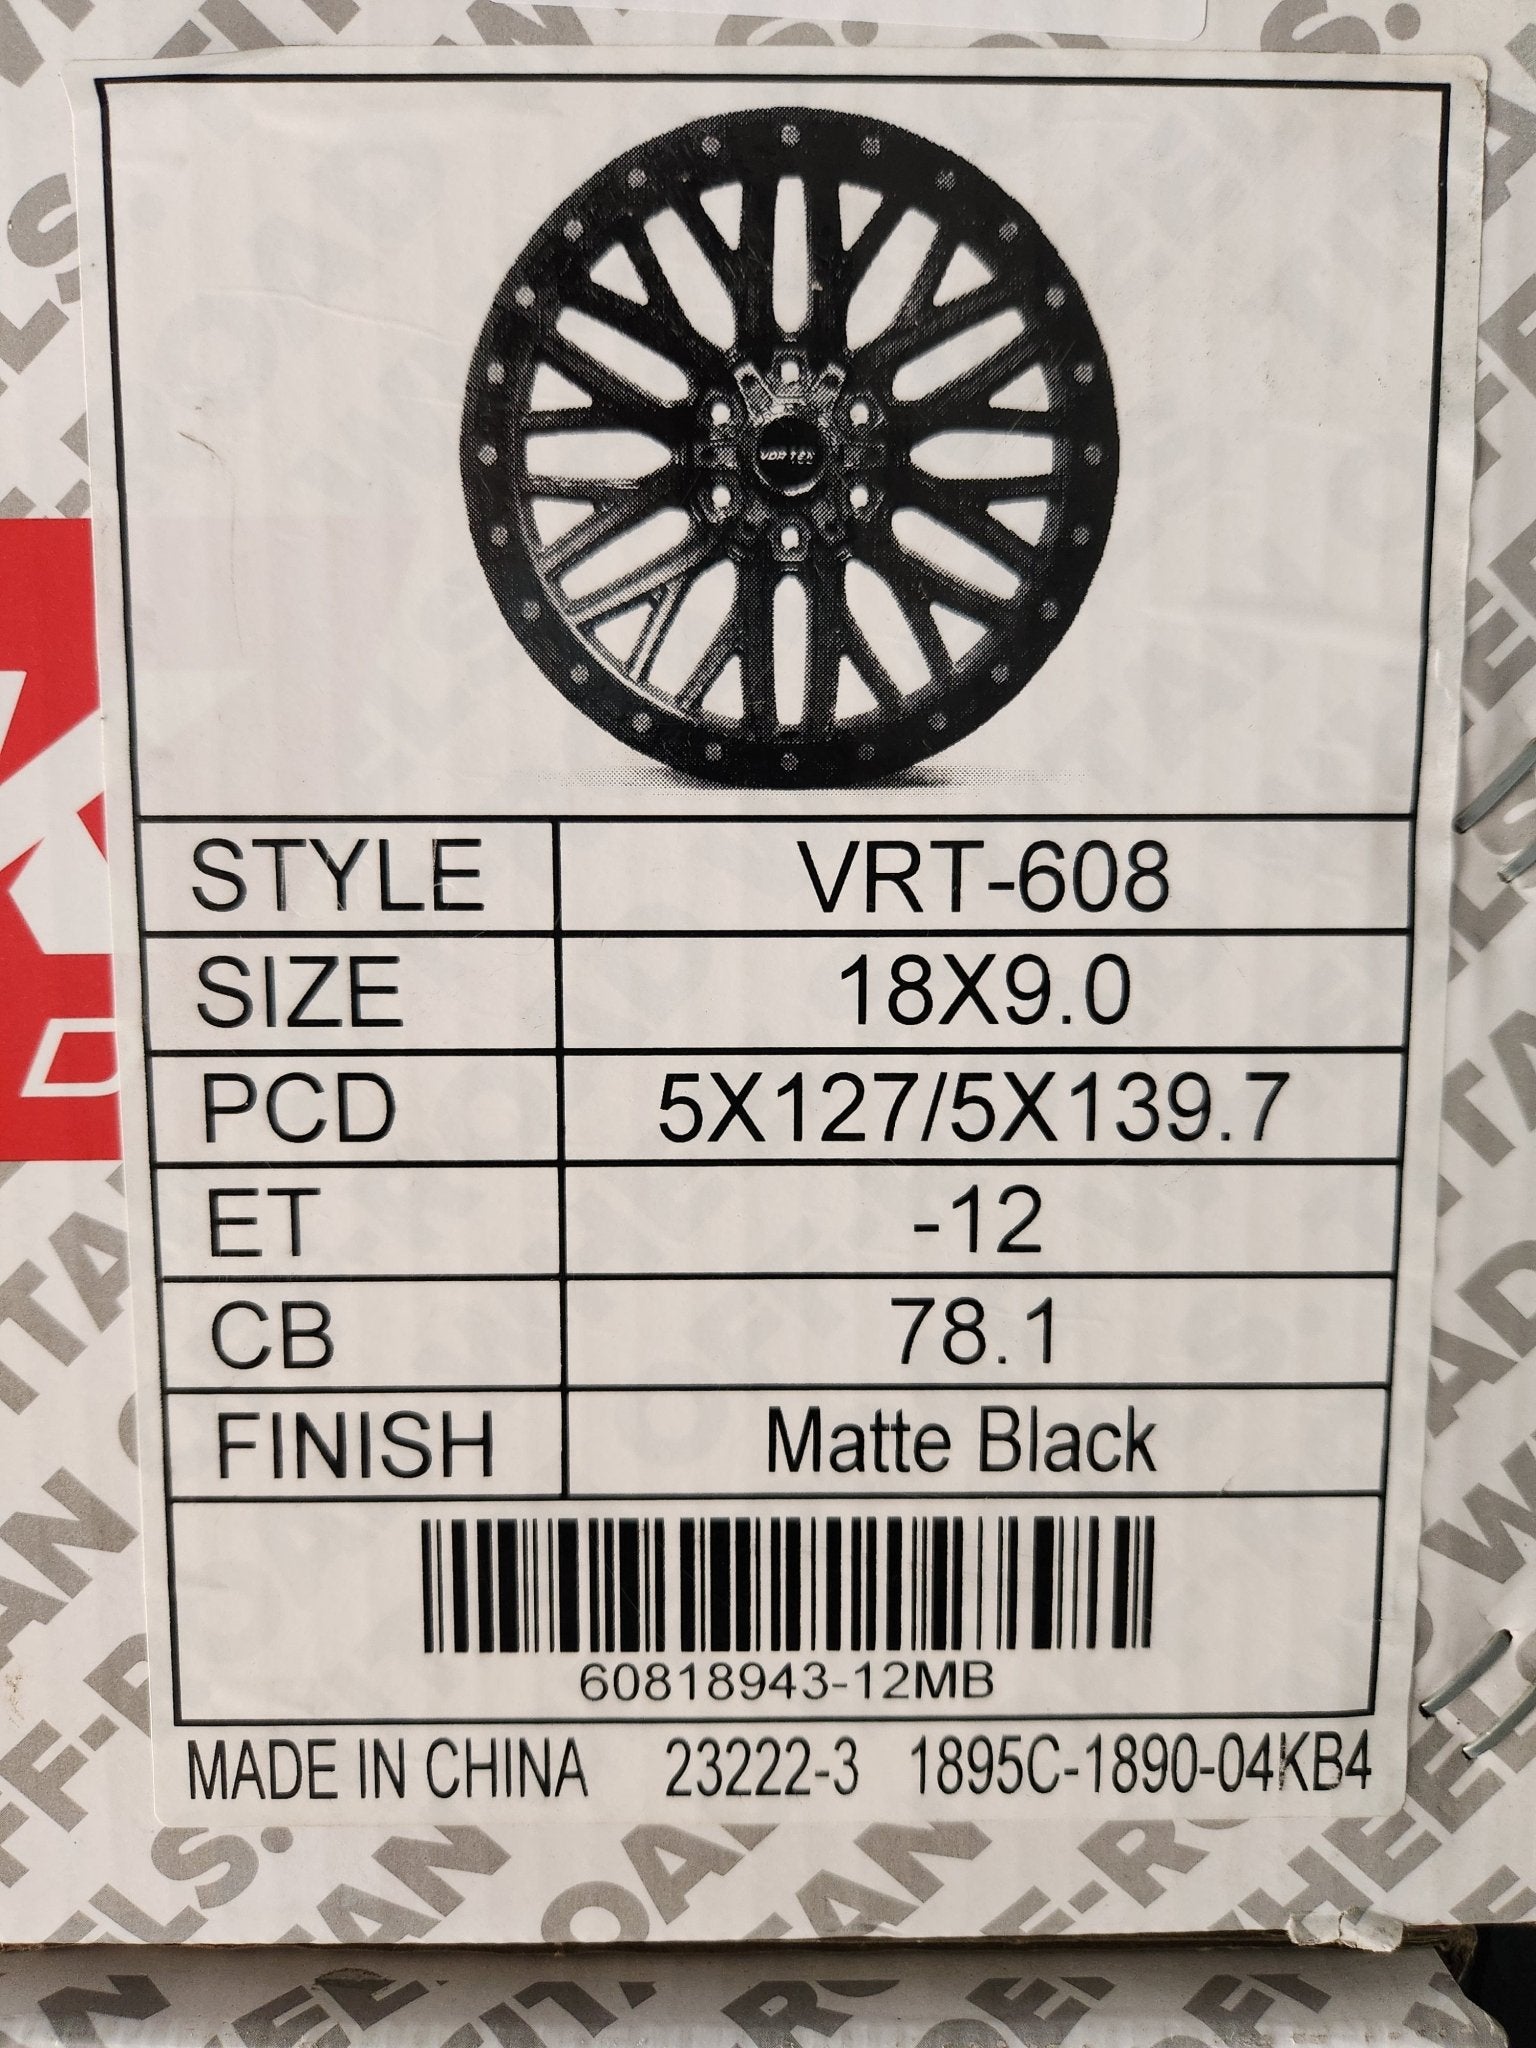 VORTEC
STYLE VRT-608
SIZE 18X9.0
PCD 5X127/5X139.7
ET -12
CB 78.1
FINISH Matte Black
60818943-12MB
MADE IN CHINA 23222-3 1895C-1890-04KB4